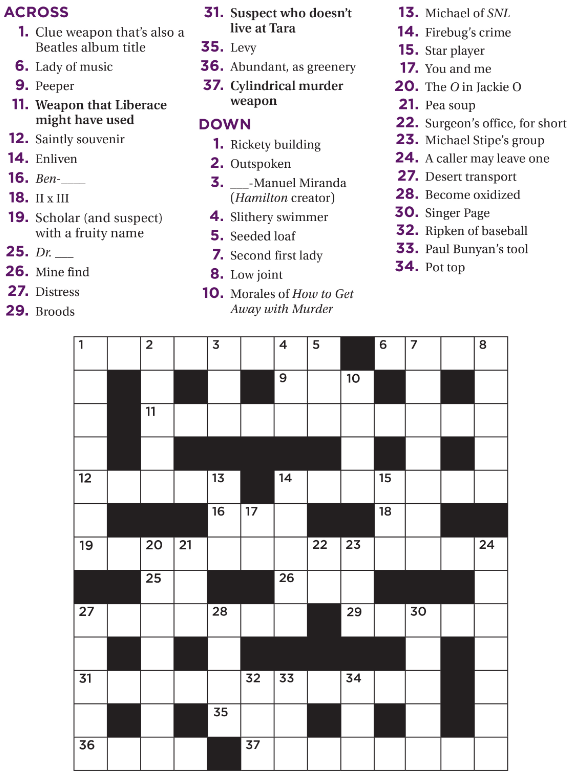 ACROSS
1. Clue weapon that's also a
Beatles album title
6. Lady of music
9. Peeper
11. Weapon that Liberace
might have used
12. Saintly souvenir
14. Enliven
16. Ben-____
18. II x III
19. Scholar (and suspect)
with a fruity name
25. Dr. ___
26. Mine find
27. Distress
29. Broods
31. Suspect who doesn't
live at Tara
35. Levy
36. Abundant, as greenery
37. Cylindrical murder
weapon
DOWN
1. Rickety building
2. Outspoken
3. ___-Manuel Miranda
(Hamilton creator)
4. Slithery swimmer
5. Seeded loaf
7. Second first lady
8. Low joint
10. Morales of How to Get
Away with Murder
13. Michael of SNL
14. Firebug's crime
15. Star player
17. You and me
20. The O in Jackie O
21. Pea soup
22. Surgeon's office, for short
23. Michael Stipe's group
24. A caller may leave one
27. Desert transport
28. Become oxidized
30. Singer Page
32. Ripken of baseball
33. Paul Bunyan's tool
34. Pot top
1 2 3 4 5 6 7 8
9 10
11
12 13 14 15
16 17 18
19 20 21 22 23 24
25 26
27 28 29 30
31 32 33 34
35
36 37